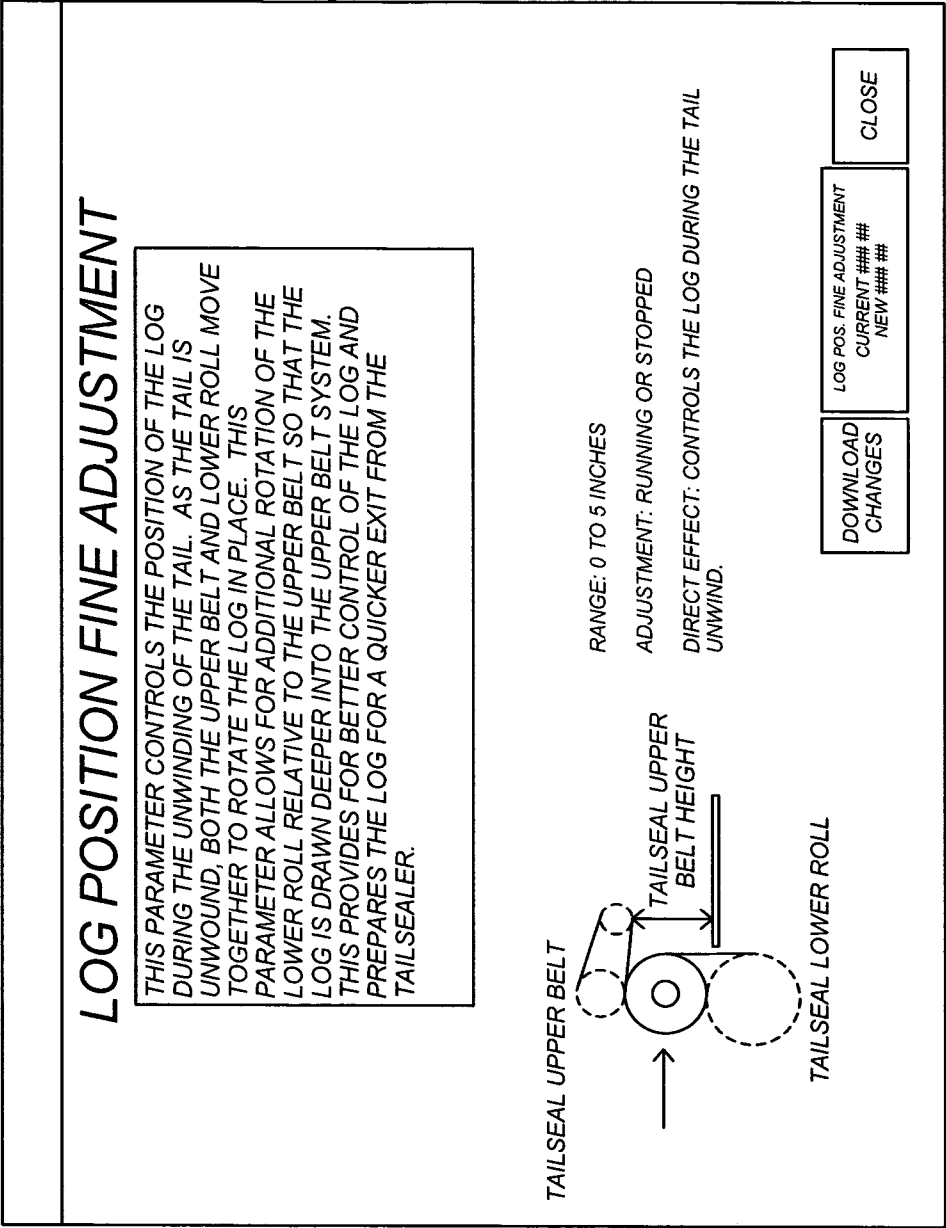 LOG POSITION FINE ADJUSTMENT
THIS PARAMETER CONTROLS THE POSITION OF THE LOG
DURING THE UNWINDING OF THE TAIL. AS THE TAIL IS
UNWOUND, BOTH THE UPPER BELT AND LOWER ROLL MOVE
TOGETHER TO ROTATE THE LOG IN PLACE. THIS
PARAMETER ALLOWS FOR ADDITIONAL ROTATION OF THE
LOWER ROLL RELATIVE TO THE UPPER BELT SO THAT THE
LOG IS DRAWN DEEPER INTO THE UPPER BELT SYSTEM.
THIS PROVIDES FOR BETTER CONTROL OF THE LOG AND
PREPARES THE LOG FOR A QUICKER EXIT FROM THE
TAILSEALER.
TAILSEAL UPPER BELT
TAILSEAL UPPER
BELT HEIGHT
TAILSEAL LOWER ROLL
RANGE: 0 TO 5 INCHES
ADJUSTMENT: RUNNING OR STOPPED
DIRECT EFFECT: CONTROLS THE LOG DURING THE TAIL
UNWIND.
DOWNLOAD
CHANGES
LOG POS. FINE ADJUSTMENT
CURRENT ### ##
NEW ### ##
CLOSE